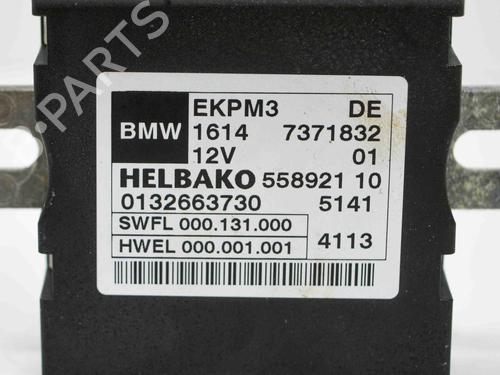 B-PARTS
EKPM3 DE
BMW 1614 7371832
12V 01
HELBAKO 558921 10
0132663730 5141
SWFL 000.131.000
HWEL 000.001.001 4113